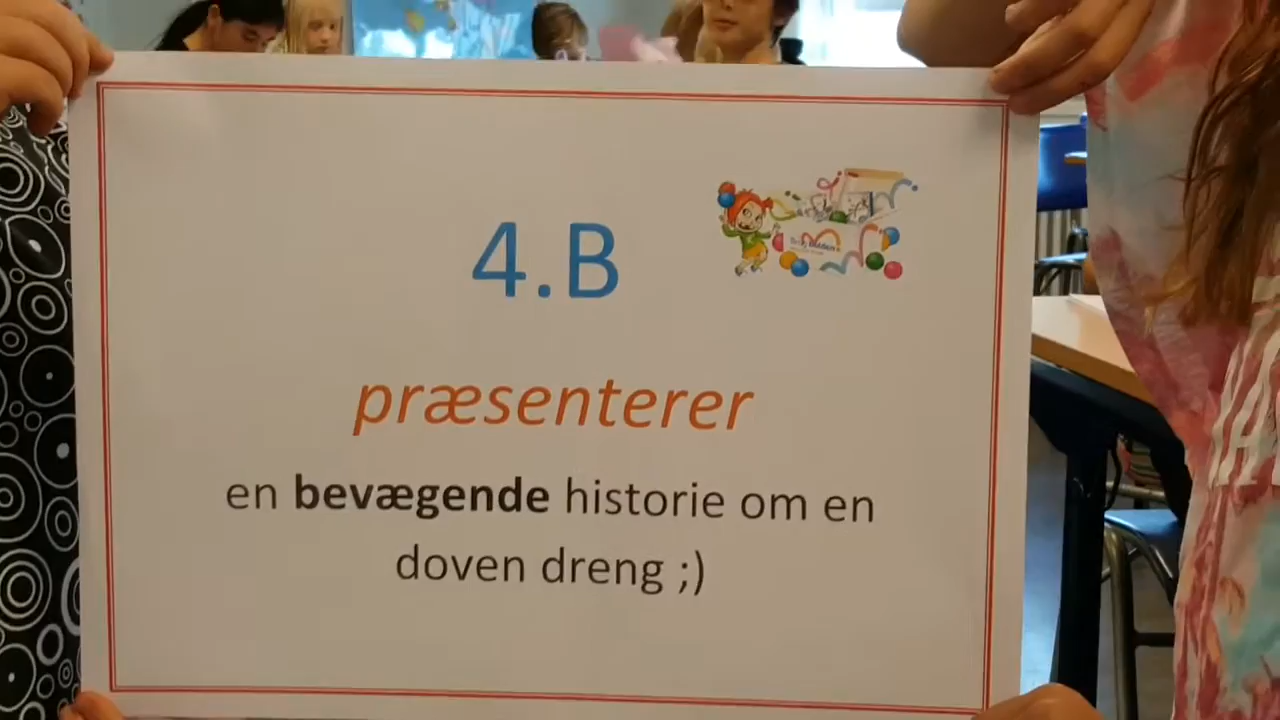 4.B
præsenterer
en bevægende historie om en
doven dreng ;)